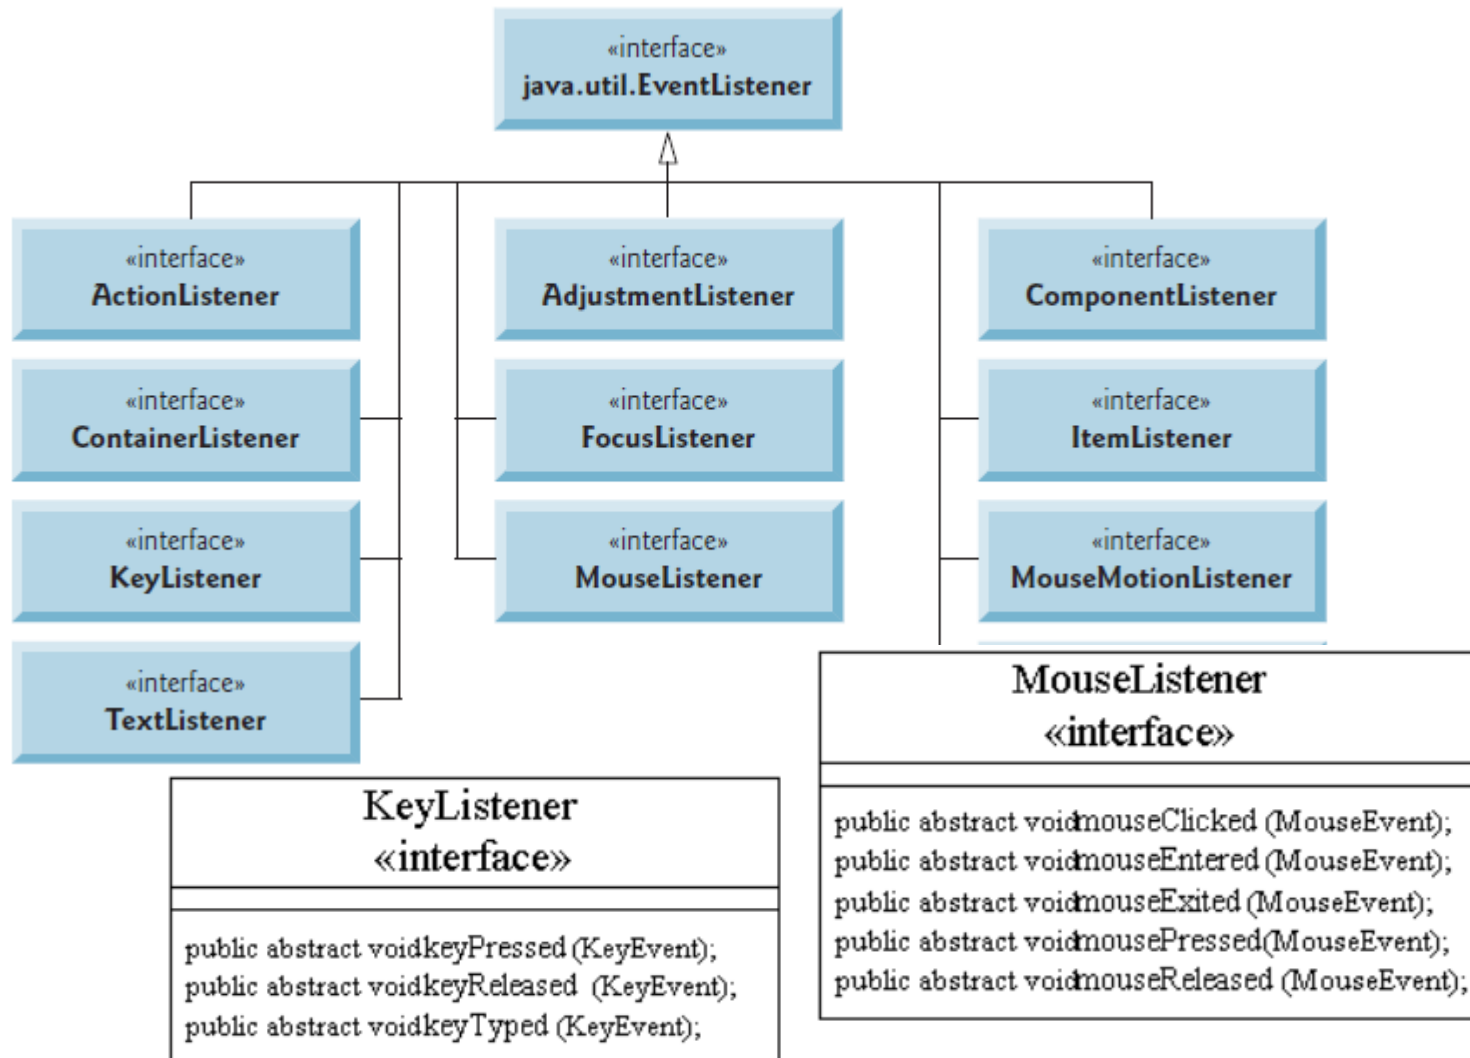 «interface»
java.util.EventListener
«interface»
ActionListener
«interface»
AdjustmentListener
«interface»
ComponentListener
«interface»
ContainerListener
«interface»
FocusListener
«interface»
ItemListener
«interface»
KeyListener
«interface»
MouseListener
«interface»
MouseMotionListener
«interface»
TextListener
MouseListener
«interface»
public abstract voidmouseClicked (MouseEvent);
public abstract voidmouseEntered (MouseEvent);
public abstract voidmouseExited (MouseEvent);
public abstract voidmousePressed(MouseEvent);
public abstract voidmouseReleased (MouseEvent);
KeyListener
«interface»
public abstract voidkeyPressed (KeyEvent);
public abstract voidkeyReleased (KeyEvent);
public abstract voidkeyTyped (KeyEvent);